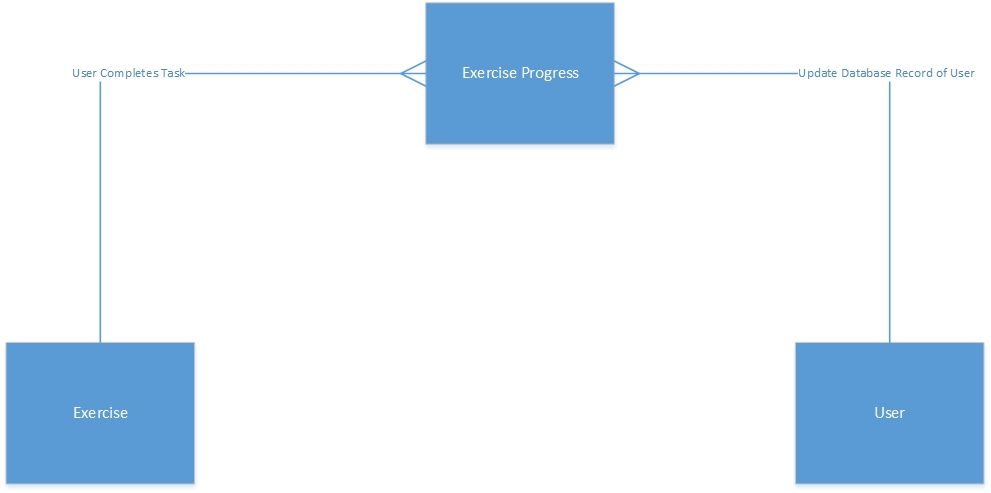 User Completes Task
Exercise Progress
Update Database Record of User
Exercise
User